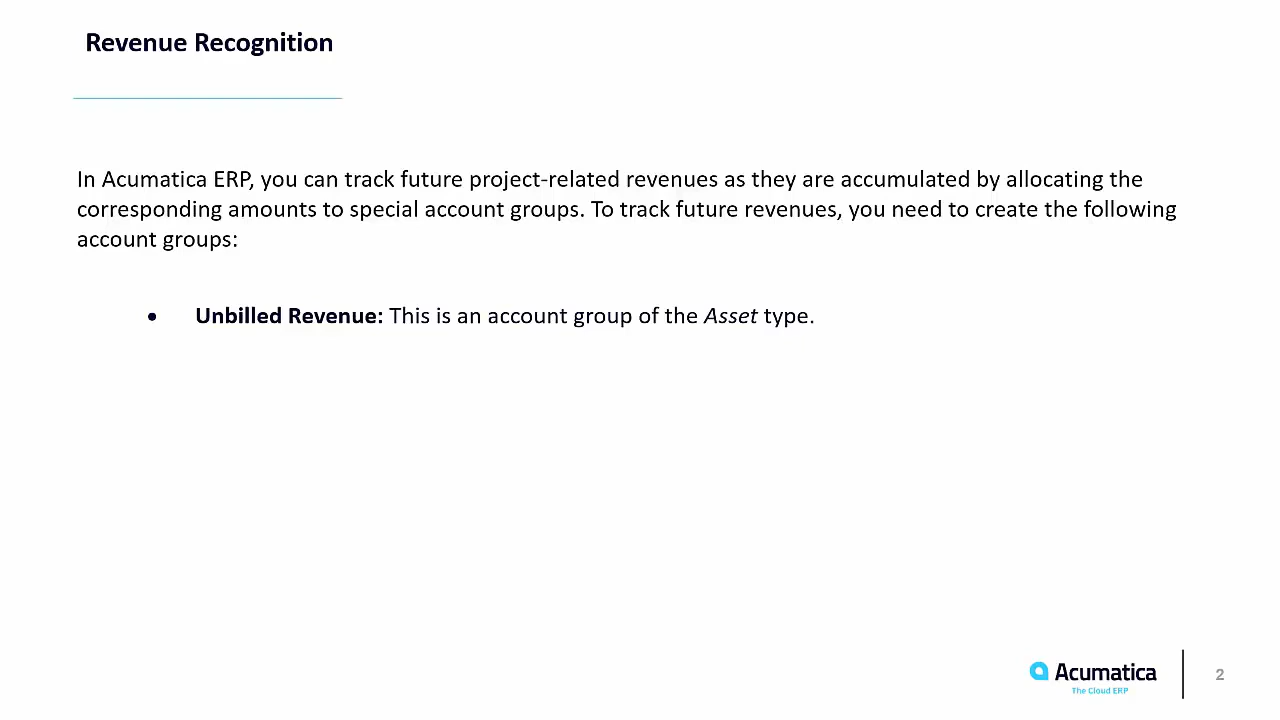 Revenue Recognition
In Acumatica ERP, you can track future project-related revenues as they are accumulated by allocating the
corresponding amounts to special account groups. To track future revenues, you need to create the following
account groups:
• Unbilled Revenue: This is an account group of the Asset type.
Acumatica
The Cloud ERP
2